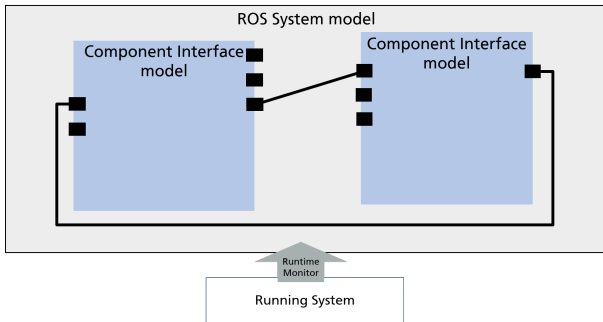 ROS System model
Component Interface
model
Component Interface
model
Runtime
Monitor
Running System